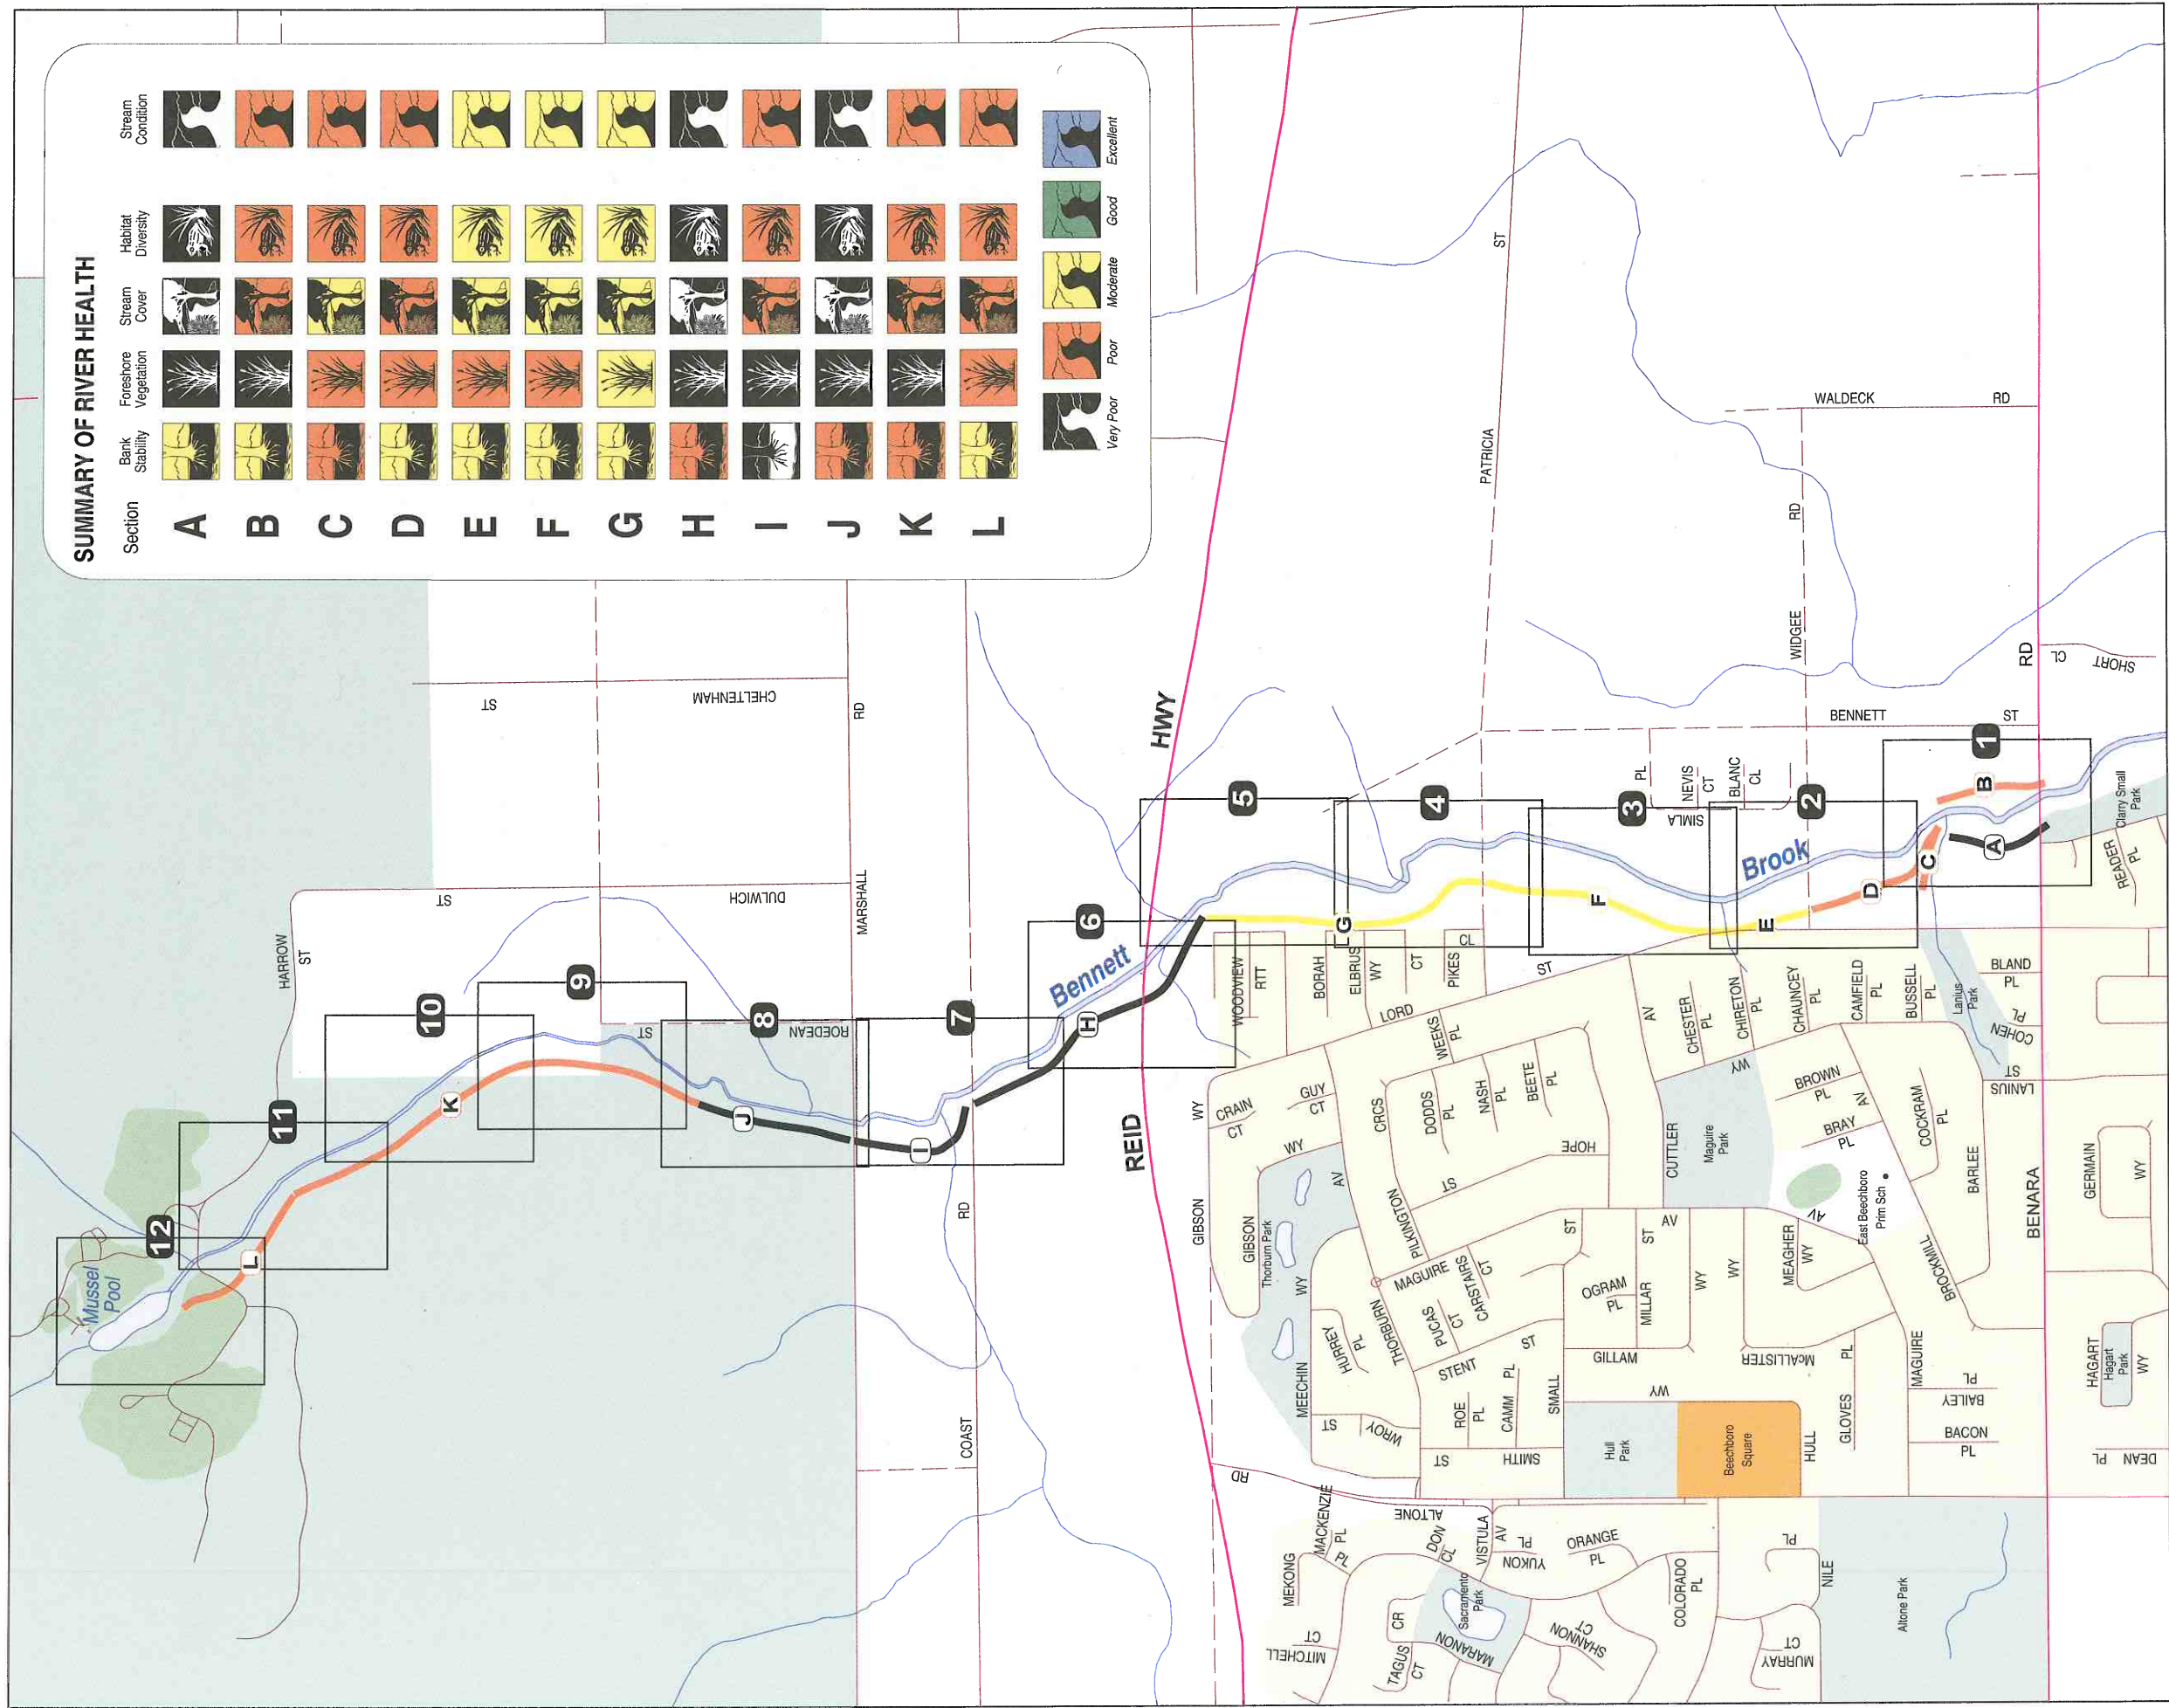 SUMMARY OF RIVER HEALTH
Section
Bank
Stability
Foreshore
Vegetation
Stream
Cover
Habitat
Diversity
Stream
Condition
A
B
C
D
E
F
G
H
I
J
K
L
Very Poor
Poor
Moderate
Good
Excellent
Mussel
Pool
12
11
10
9
8
7
6
5
4
3
2
1
L
K
J
I
H
G
F
E
D
C
B
A
HARROW
ST
DULWICH
ST
CHELTENHAM
ST
ROEDEAN
ST
MARSHALL
RD
COAST
RD
REID
HWY
Bennett
Brook
PATRICIA
ST
WALDECK
RD
WIDGEE
RD
BENNETT
ST
BENARA
RD
SHORT
CL
SIMLA
PL
NEVIS
CT
BLANC
CL
Clarry Small
Park
READER
PL
WOODVIEW
RTT
BORAH
ELBRUS
WY
CT
PIKES
CL
LORD
ST
GIBSON
WY
CRAIN
CT
GUY
CT
GIBSON
WY
Thorburn Park
MEECHIN
WY
HURREY
PL
THORBURN
AV
WROY
ST
CRCS
PILKINGTON
WEEKS
PL
DODDS
PL
NASH
PL
BEETE
PL
HOPE
ST
MAGUIRE
AV
PUCAS
CT
CARSTAIRS
CT
STENT
ST
ROE
PL
CAMM
PL
SMITH
ST
SMALL
ST
OGRAM
PL
MILLAR
ST
GILLAM
WY
WY
Hull
Park
Beechboro
Square
HULL
WY
McALLISTER
WY
MEAGHER
WY
GLOVES
PL
MAGUIRE
AV
BAILEY
PL
BACON
PL
CUTTLER
AV
Maguire
Park
CHESTER
PL
CHIRETON
PL
CHAUNCEY
PL
CAMFIELD
PL
BUSSELL
PL
Lanius
Park
BLAND
PL
COHEN
PL
LANIUS
ST
BROWN
PL
BRAY
PL
COCKRAM
PL
BARLEE
WY
East Beechboro
Prim Sch
BROCKMILL
AV
GERMAIN
WY
HAGART
WY
Hagart
Park
DEAN
PL
ALTONE
RD
MACKENZIE
PL
MEKONG
PL
MITCHELL
CT
DON
CL
VISTULA
AV
YUKON
PL
ORANGE
PL
TAGUS
CT
CR
MARANON
Sacramento
Park
SHANNON
CT
COLORADO
PL
NILE
PL
MURRAY
CT
Altone Park